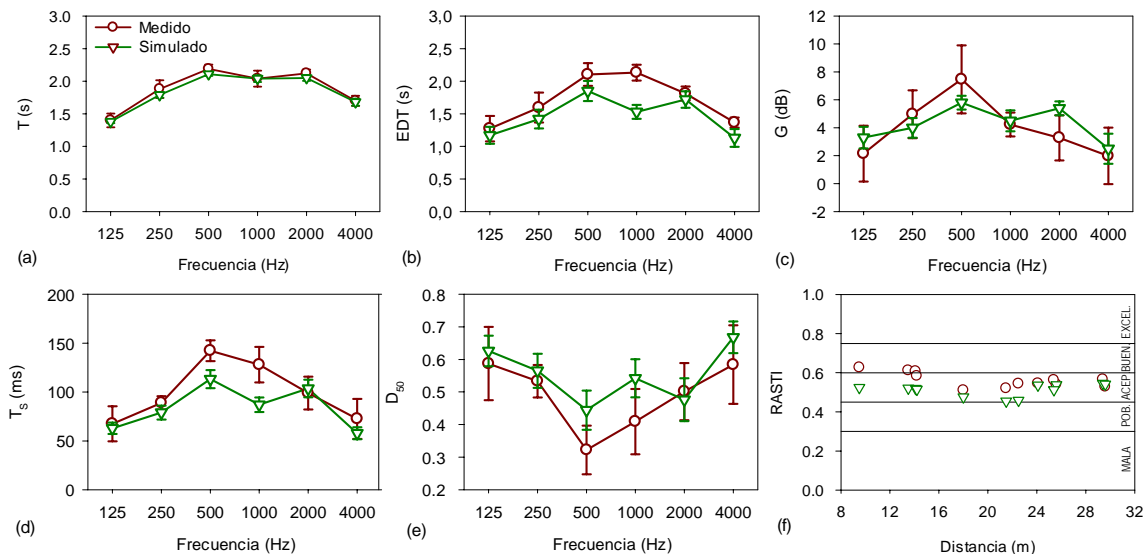 Medido
Simulado
T (s)
3.0
2.5
2.0
1.5
1.0
0.5
0.0
125 250 500 1000 2000 4000
Frecuencia (Hz)
(a)
EDT (s)
3.0
2,5
2,0
1,5
1,0
0,5
0,0
125 250 500 1000 2000 4000
Frecuencia (Hz)
(b)
G (dB)
12
10
8
6
4
2
0
-2
125 250 500 1000 2000 4000
Frecuencia (Hz)
(c)
T_S (ms)
200
150
100
50
0
125 250 500 1000 2000 4000
Frecuencia (Hz)
(d)
D_50
0.8
0.7
0.6
0.5
0.4
0.3
0.2
125 250 500 1000 2000 4000
Frecuencia (Hz)
(e)
RASTI
1.0
0.8
0.6
0.4
0.2
0.0
EXCEL.
BUEN.
ACEP.
POB.
MALA
8 12 16 20 24 28 32
Distancia (m)
(f)